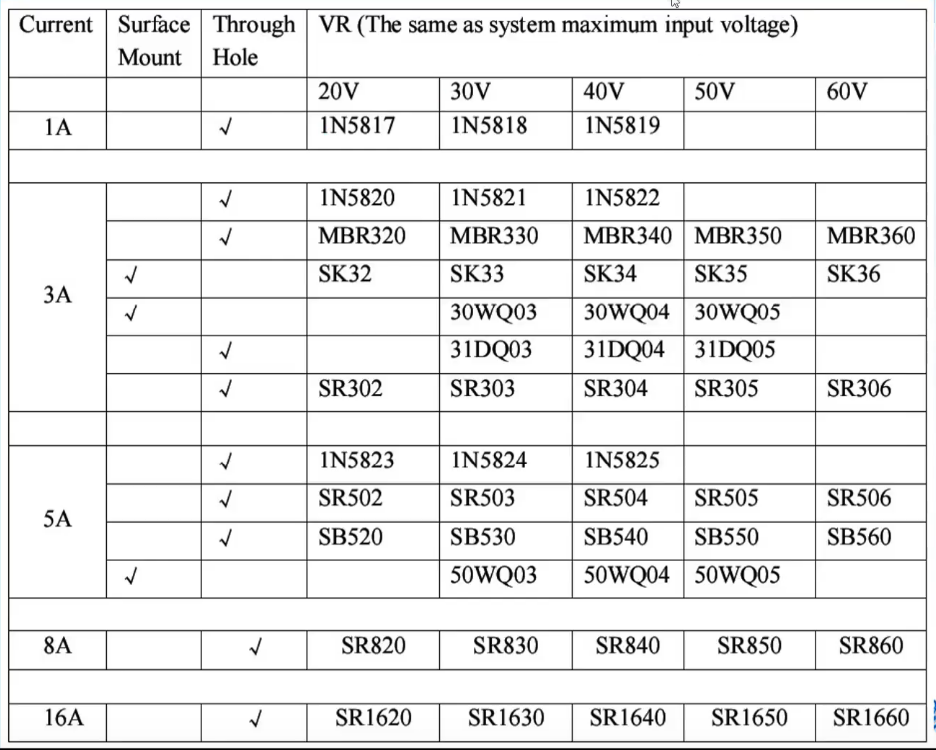 Current Surface Mount Through Hole VR (The same as system maximum input voltage)
20V 30V 40V 50V 60V
1A √ 1N5817 1N5818 1N5819
√ 1N5820 1N5821 1N5822
√ MBR320 MBR330 MBR340 MBR350 MBR360
√ SK32 SK33 SK34 SK35 SK36
3A
√ 30WQ03 30WQ04 30WQ05
√ 31DQ03 31DQ04 31DQ05
√ SR302 SR303 SR304 SR305 SR306
√ 1N5823 1N5824 1N5825
√ SR502 SR503 SR504 SR505 SR506
5A
√ SB520 SB530 SB540 SB550 SB560
√ 50WQ03 50WQ04 50WQ05
8A √ SR820 SR830 SR840 SR850 SR860
16A √ SR1620 SR1630 SR1640 SR1650 SR1660